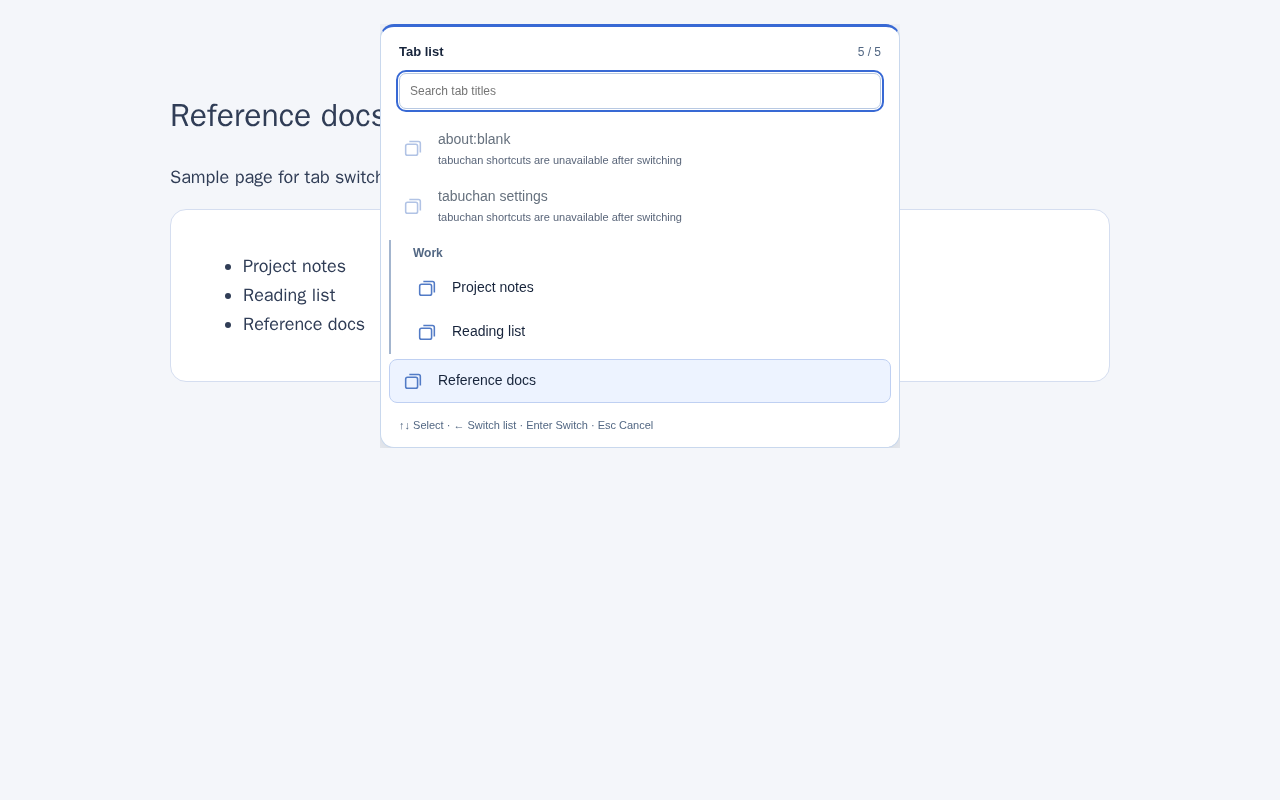 Tab list
5 / 5
Search tab titles
about:blank
tabuchan shortcuts are unavailable after switching
tabuchan settings
tabuchan shortcuts are unavailable after switching
Work
Project notes
Reading list
Reference docs
↑↓ Select · ← Switch list · Enter Switch · Esc Cancel
Reference docs
Sample page for tab
Project notes
Reading list
Reference docs